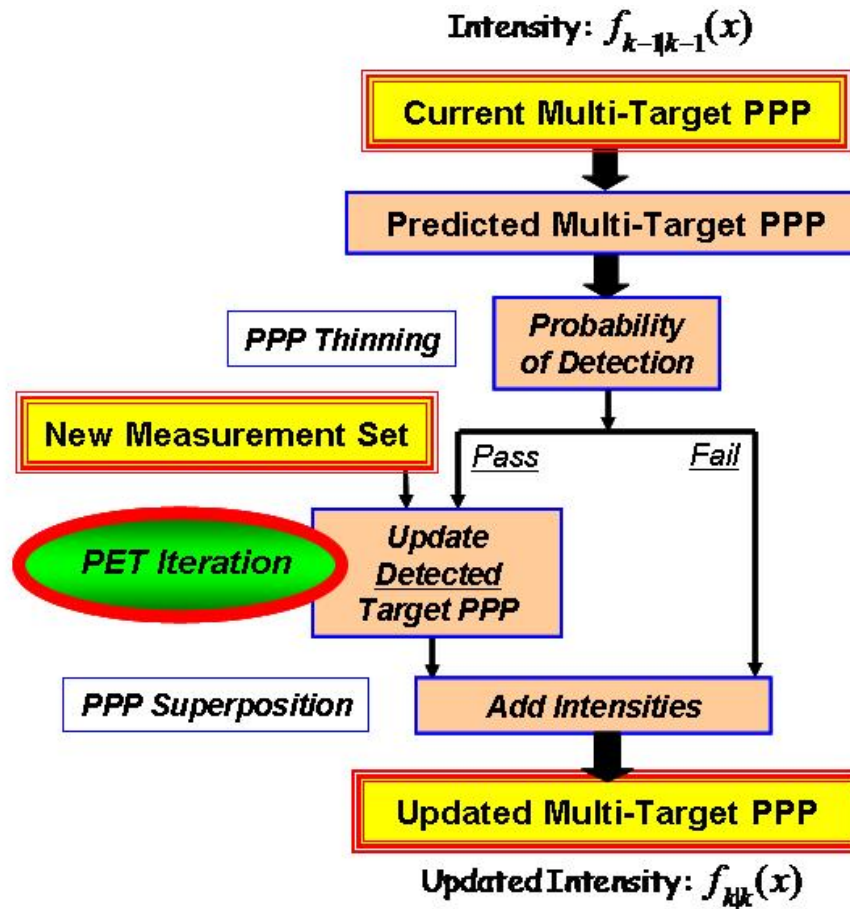 Intensity: f_{k-1|k-1}(x)
Current Multi-Target PPP
Predicted Multi-Target PPP
PPP Thinning
Probability
of Detection
New Measurement Set
Pass
Fail
PET Iteration
Update
Detected
Target PPP
PPP Superposition
Add Intensities
Updated Multi-Target PPP
Updated Intensity: f_{k|k}(x)